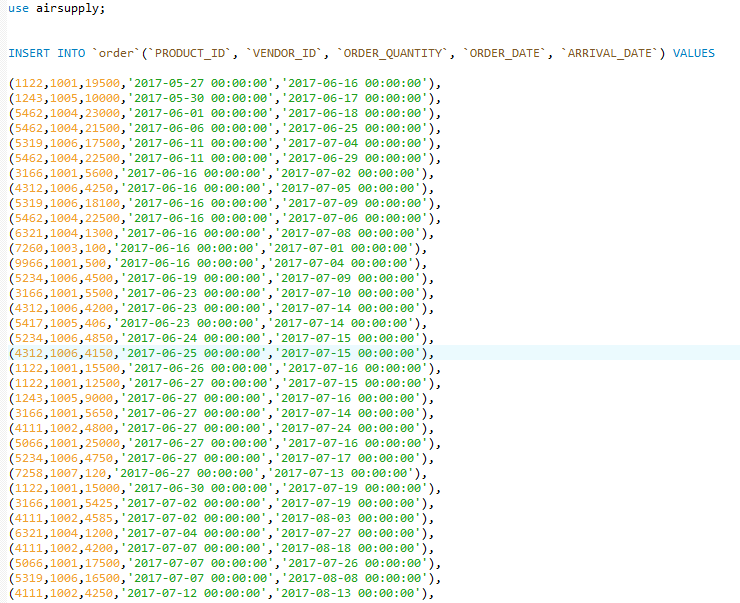 use airsupply;
INSERT INTO `order`(`PRODUCT_ID`, `VENDOR_ID`, `ORDER_QUANTITY`, `ORDER_DATE`, `ARRIVAL_DATE`) VALUES
(1122,1001,19500,'2017-05-27 00:00:00','2017-06-16 00:00:00'),
(1243,1005,10000,'2017-05-30 00:00:00','2017-06-17 00:00:00'),
(5462,1004,23000,'2017-06-01 00:00:00','2017-06-18 00:00:00'),
(5462,1004,21500,'2017-06-06 00:00:00','2017-06-25 00:00:00'),
(5319,1006,17500,'2017-06-11 00:00:00','2017-07-04 00:00:00'),
(5462,1004,22500,'2017-06-11 00:00:00','2017-06-29 00:00:00'),
(3166,1001,5600,'2017-06-16 00:00:00','2017-07-02 00:00:00'),
(4312,1006,4250,'2017-06-16 00:00:00','2017-07-05 00:00:00'),
(5319,1006,18100,'2017-06-16 00:00:00','2017-07-09 00:00:00'),
(5462,1004,22500,'2017-06-16 00:00:00','2017-07-06 00:00:00'),
(6321,1004,1300,'2017-06-16 00:00:00','2017-07-08 00:00:00'),
(7260,1003,100,'2017-06-16 00:00:00','2017-07-01 00:00:00'),
(9966,1001,500,'2017-06-16 00:00:00','2017-07-04 00:00:00'),
(5234,1006,4500,'2017-06-19 00:00:00','2017-07-09 00:00:00'),
(3166,1001,5500,'2017-06-23 00:00:00','2017-07-10 00:00:00'),
(4312,1006,4200,'2017-06-23 00:00:00','2017-07-14 00:00:00'),
(5417,1005,406,'2017-06-23 00:00:00','2017-07-14 00:00:00'),
(5234,1006,4850,'2017-06-24 00:00:00','2017-07-15 00:00:00'),
(4312,1006,4150,'2017-06-25 00:00:00','2017-07-15 00:00:00'),
(1122,1001,15500,'2017-06-26 00:00:00','2017-07-16 00:00:00'),
(1122,1001,12500,'2017-06-27 00:00:00','2017-07-15 00:00:00'),
(1243,1005,9000,'2017-06-27 00:00:00','2017-07-16 00:00:00'),
(3166,1001,5650,'2017-06-27 00:00:00','2017-07-14 00:00:00'),
(4111,1002,4800,'2017-06-27 00:00:00','2017-07-24 00:00:00'),
(5066,1001,25000,'2017-06-27 00:00:00','2017-07-16 00:00:00'),
(5234,1006,4750,'2017-06-27 00:00:00','2017-07-17 00:00:00'),
(7258,1007,120,'2017-06-27 00:00:00','2017-07-13 00:00:00'),
(1122,1001,15000,'2017-06-30 00:00:00','2017-07-19 00:00:00'),
(3166,1001,5425,'2017-07-02 00:00:00','2017-07-19 00:00:00'),
(4111,1002,4585,'2017-07-02 00:00:00','2017-08-03 00:00:00'),
(6321,1004,1200,'2017-07-04 00:00:00','2017-07-27 00:00:00'),
(4111,1002,4200,'2017-07-07 00:00:00','2017-08-18 00:00:00'),
(5066,1001,17500,'2017-07-07 00:00:00','2017-07-26 00:00:00'),
(5319,1006,16500,'2017-07-07 00:00:00','2017-08-08 00:00:00'),
(4111,1002,4250,'2017-07-12 00:00:00','2017-08-13 00:00:00'),